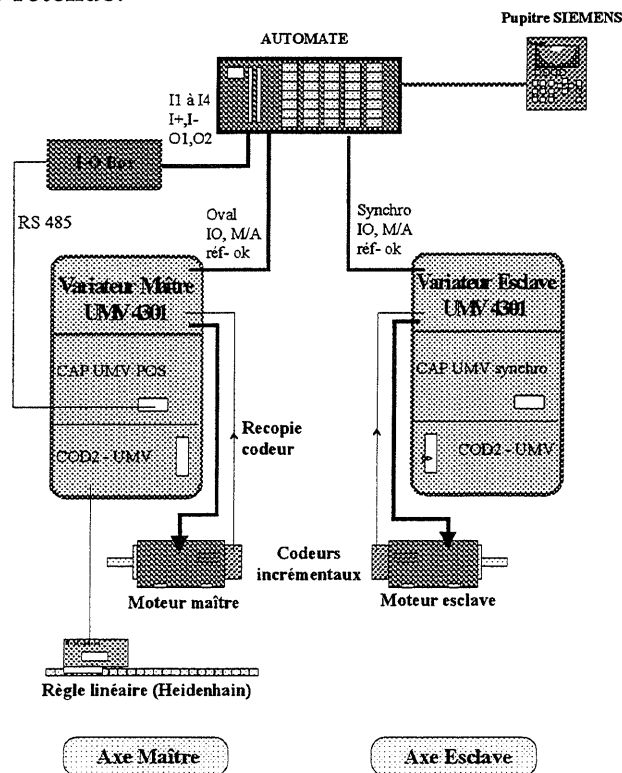 Pupitre SIEMENS
AUTOMATE
I1 à I4
I+,I-
O1,O2
RS 485
Oval
IO, M/A
réf- ok
Synchro
IO, M/A
réf- ok
Variateur Maître
UMV 4301
Variateur Esclave
UMV 4301
CAP UMV POS
CAP UMV synchro
COD2 - UMV
COD2 - UMV
Recopie
codeur
Codeurs
incrémentaux
Moteur maître
Moteur esclave
Règle linéaire (Heidenhain)
Axe Maître
Axe Esclave